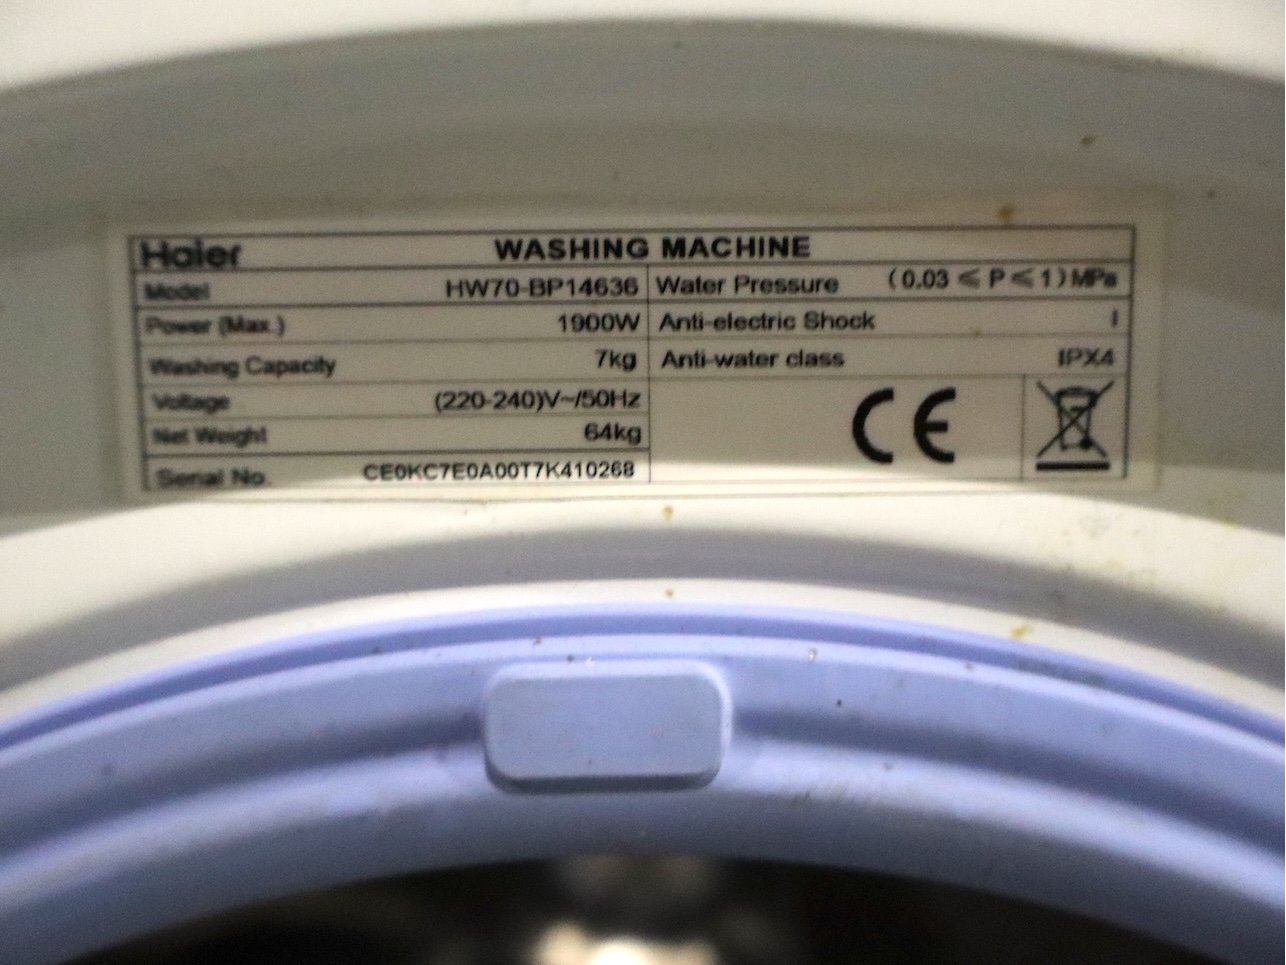 Haier WASHING MACHINE
Model HW70-BP14636 Water Pressure (0.03 ≤ P ≤ 1)MPa
Power (Max.) 1900W Anti-electric Shock I
Washing Capacity 7kg Anti-water class IPX4
Voltage (220-240)V~/50Hz
Net Weight 64kg CE
Serial No. CE0KC7E0A00T7K410268